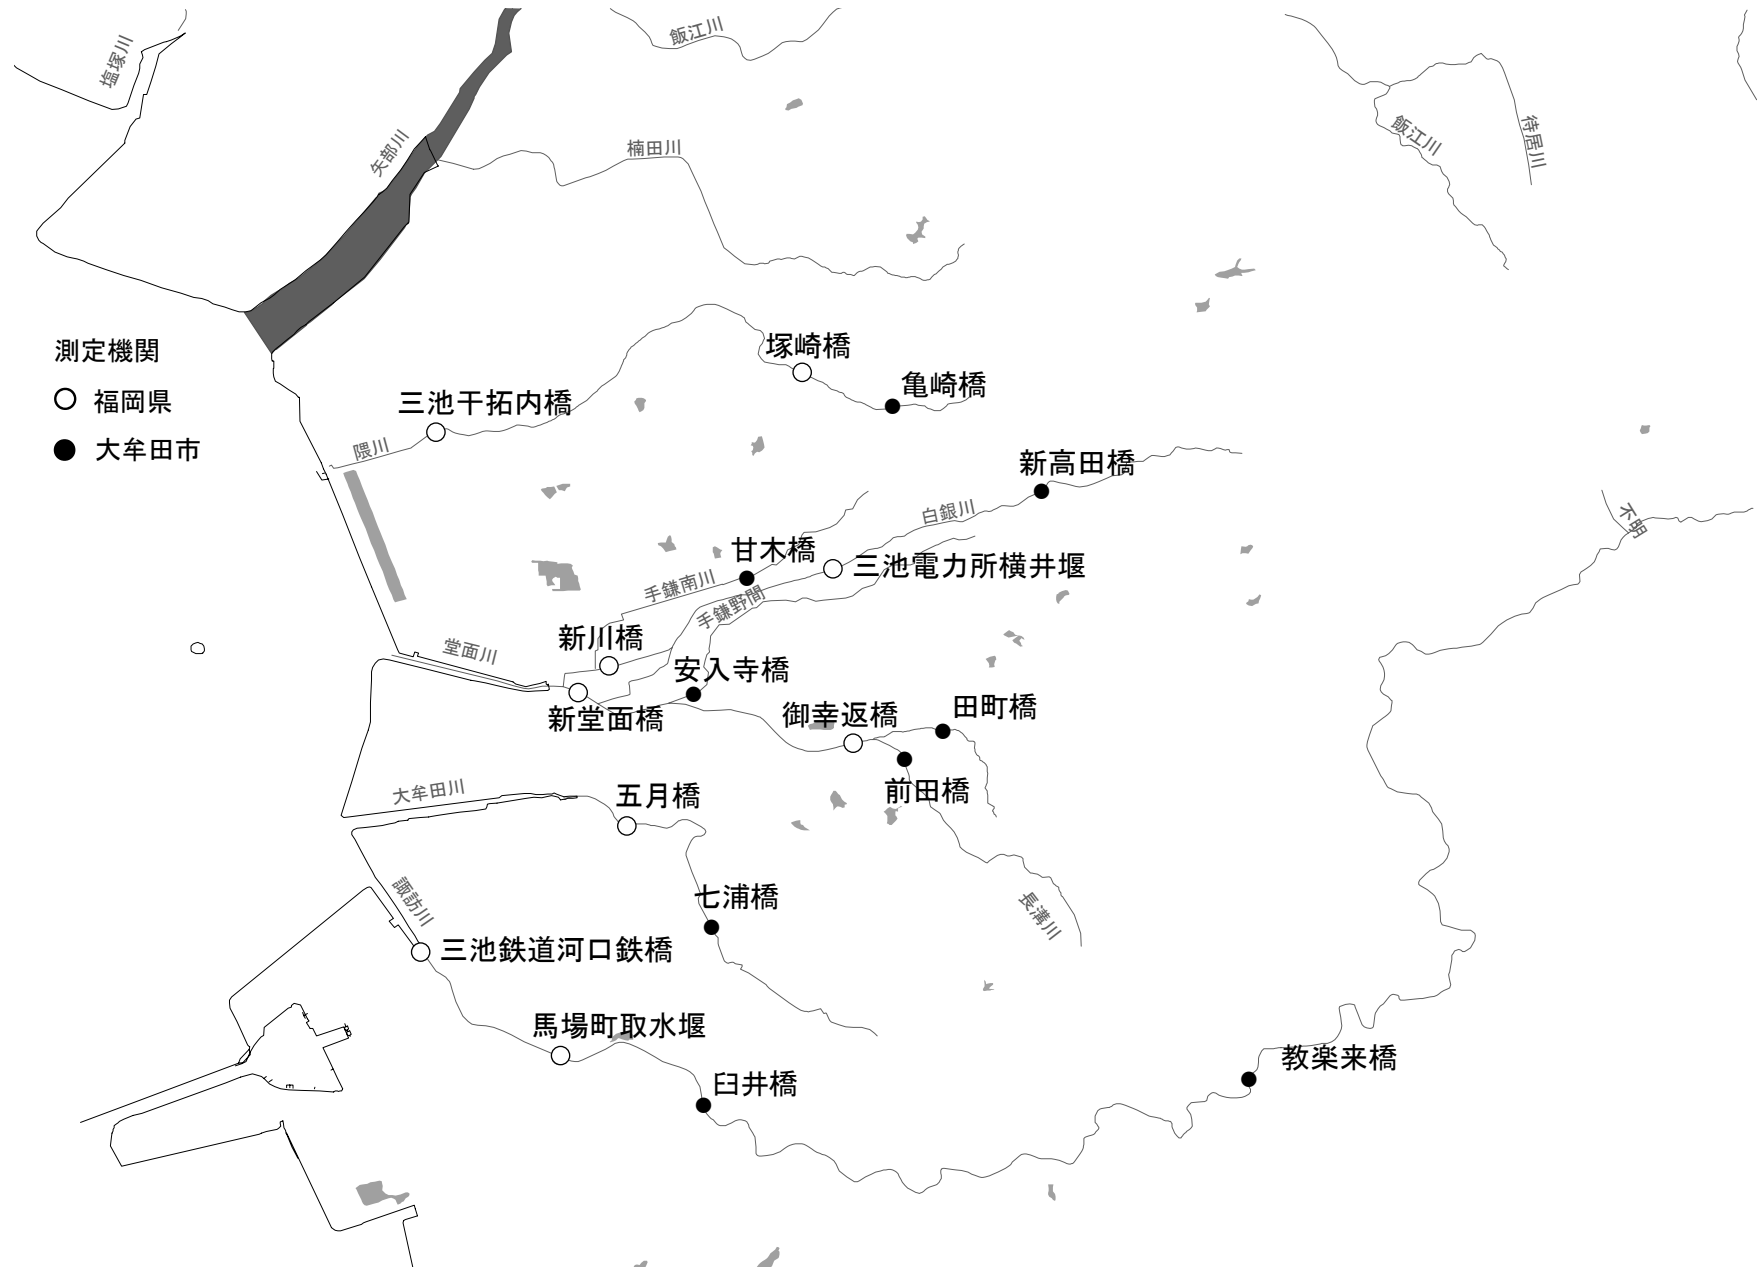 塩塚川
飯江川
矢部川
楠田川
飯江川
待居川
測定機関
福岡県
大牟田市
塚崎橋
亀崎橋
三池干拓内橋
隈川
新高田橋
白銀川
不明
甘木橋
三池電力所横井堰
手鎌南川
手鎌野間
新川橋
堂面川
安入寺橋
新堂面橋
御幸返橋
田町橋
前田橋
大牟田川
五月橋
七浦橋
長溝川
諏訪川
三池鉄道河口鉄橋
馬場町取水堰
臼井橋
教楽来橋